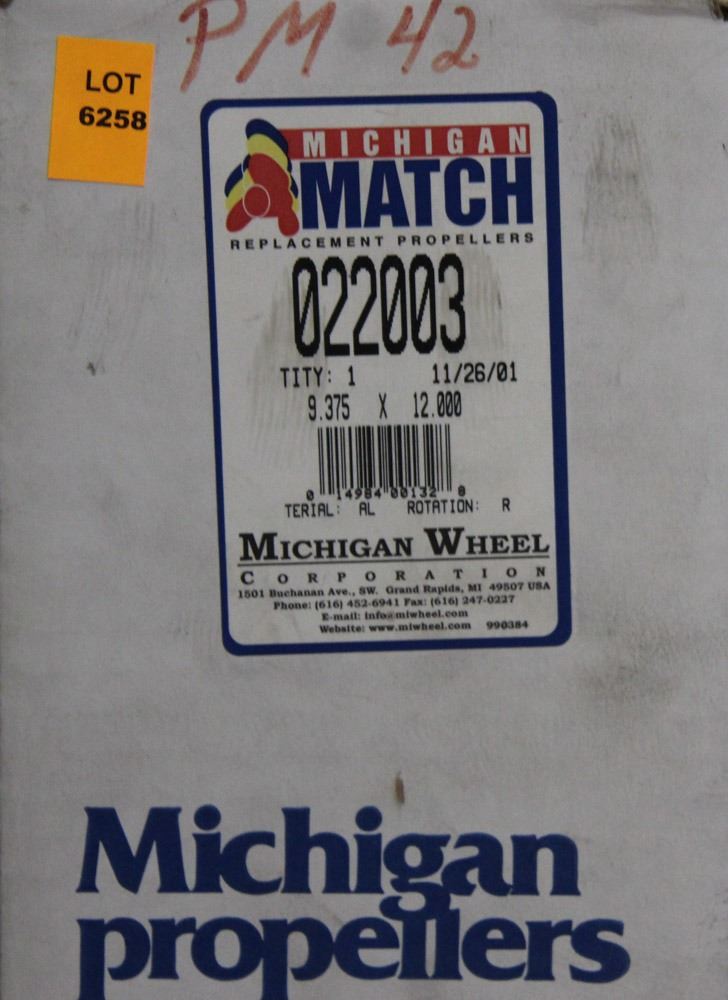 PM 42
LOT
6258
MICHIGAN
MATCH
REPLACEMENT PROPELLERS
022003
TITY: 1 11/26/01
9.375 X 12.000
0 14984 00132 8
TERIAL: AL ROTATION: R
MICHIGAN WHEEL
CORPORATION
1501 Buchanan Ave., SW. Grand Rapids, MI 49507 USA
Phone: (616) 452-6941 Fax: (616) 247-0227
E-mail: info@miwheel.com
Website: www.miwheel.com 990384
Michigan
propellers